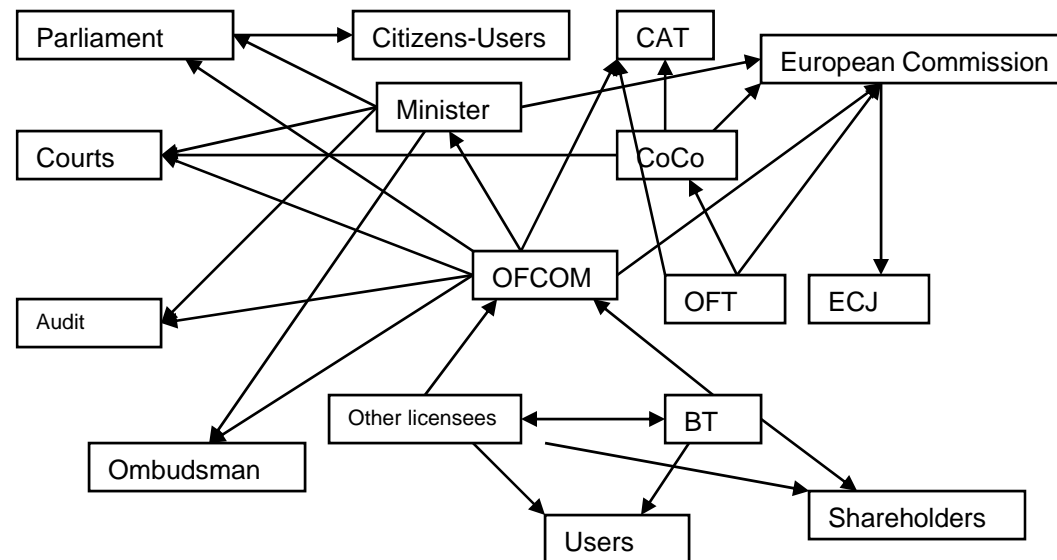 Parliament
Citizens-Users
CAT
European Commission
Minister
Courts
CoCo
OFCOM
OFT
ECJ
Audit
Other licensees
BT
Ombudsman
Shareholders
Users